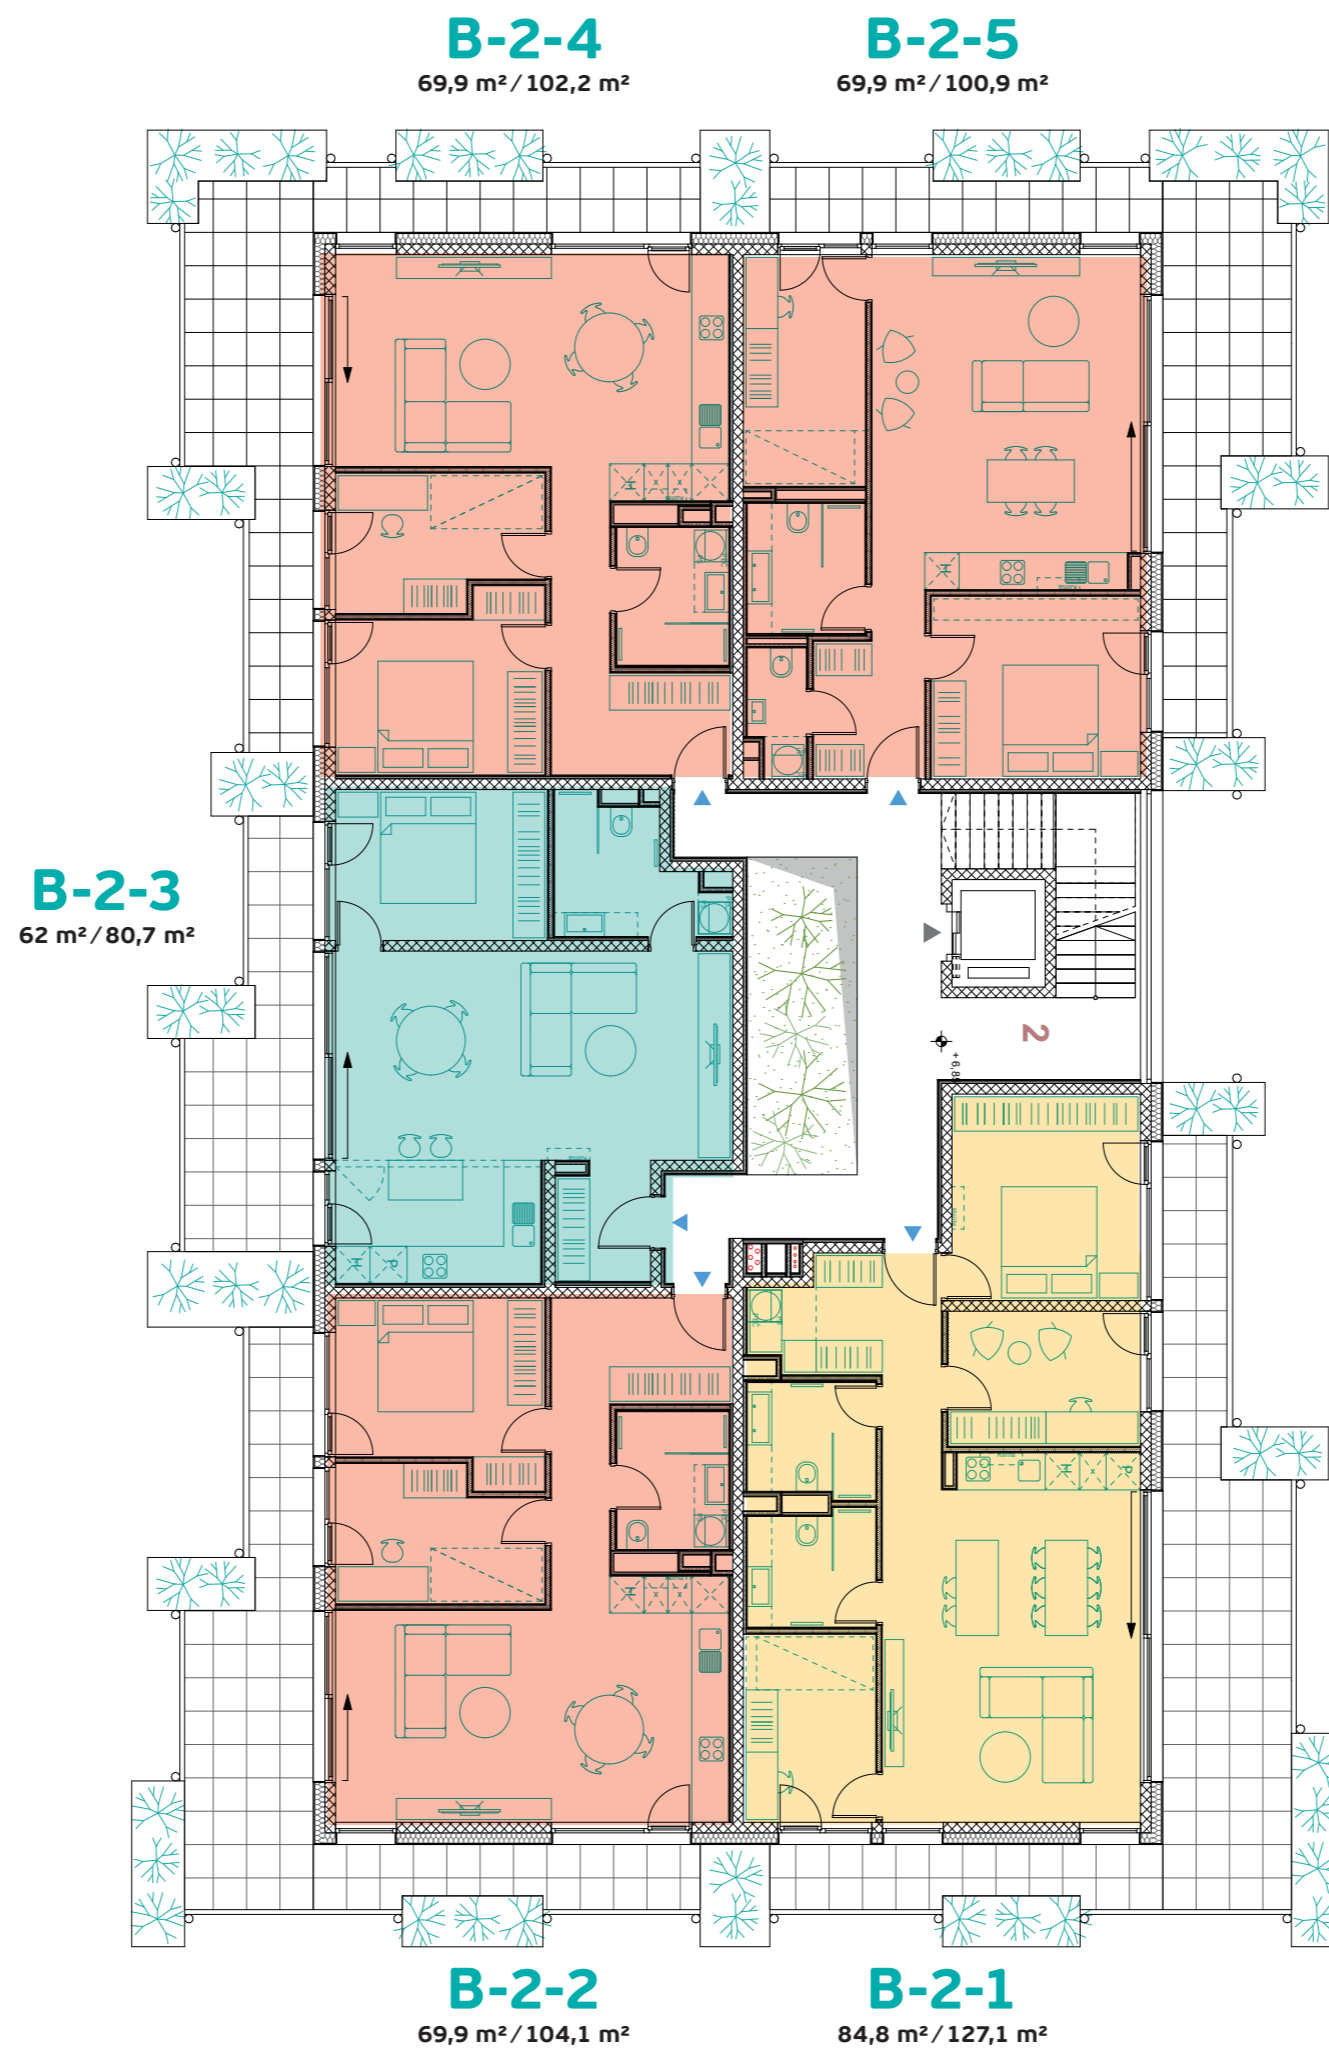 B-2-4
69,9 m² / 102,2 m²
B-2-5
69,9 m² / 100,9 m²
H
H
B-2-3
62 m² / 80,7 m²
2
H
P
H
P
H
B-2-2
69,9 m² / 104,1 m²
B-2-1
84,8 m² / 127,1 m²